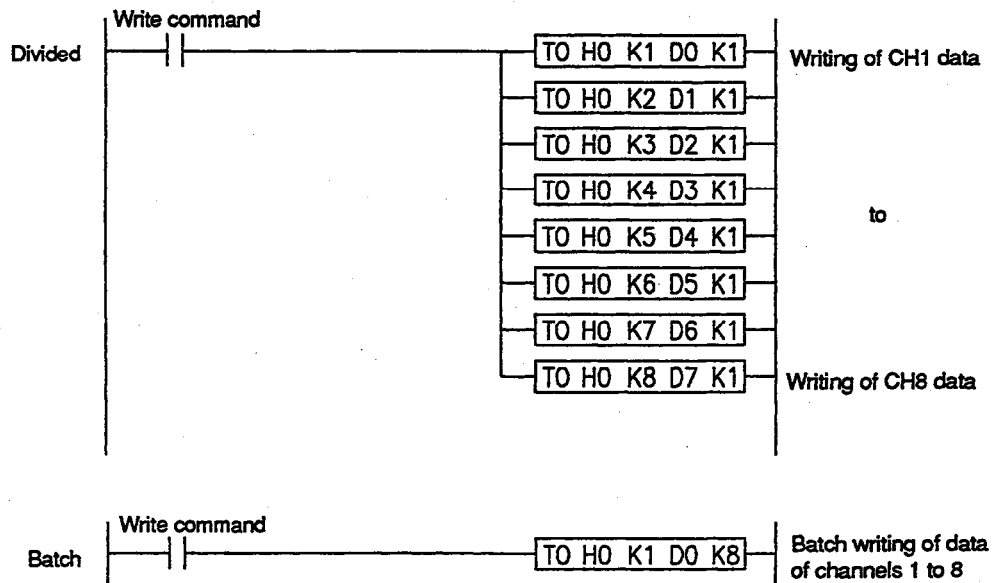 Write command
Divided
TO H0 K1 D0 K1
Writing of CH1 data
TO H0 K2 D1 K1
TO H0 K3 D2 K1
TO H0 K4 D3 K1
to
TO H0 K5 D4 K1
TO H0 K6 D5 K1
TO H0 K7 D6 K1
TO H0 K8 D7 K1
Writing of CH8 data
Write command
Batch
TO H0 K1 D0 K8
Batch writing of data
of channels 1 to 8